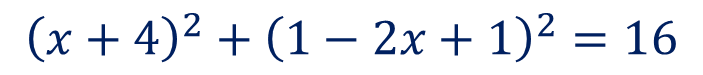 (x + 4)² + (1 − 2x + 1)² = 16